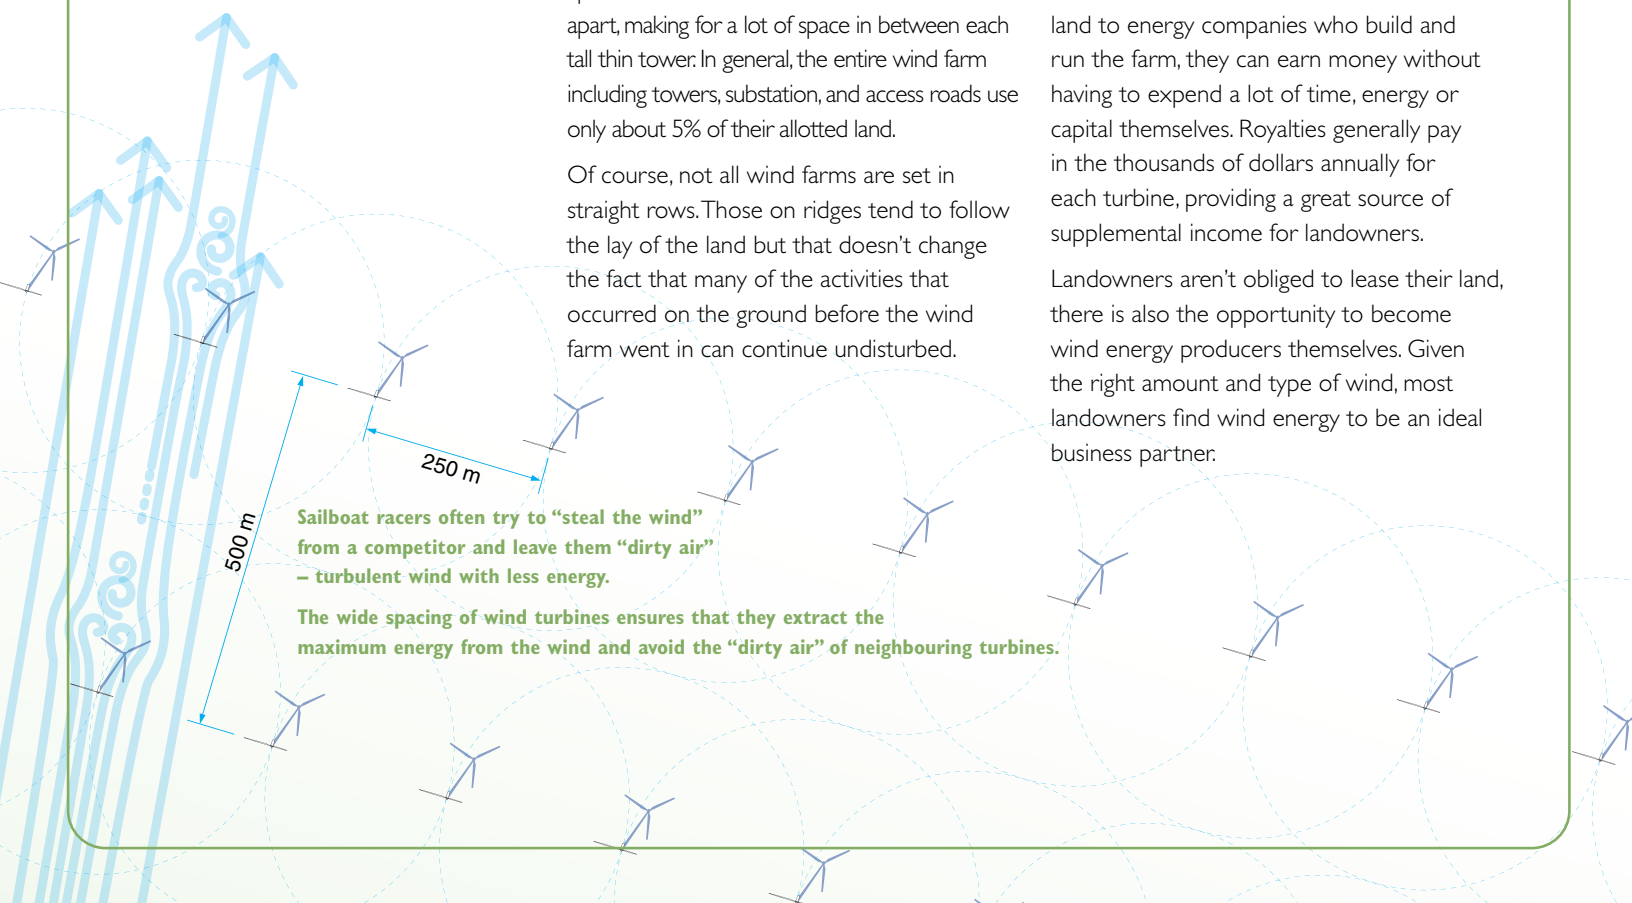 apart, making for a lot of space in between each
tall thin tower. In general, the entire wind farm
including towers, substation, and access roads use
only about 5% of their allotted land.
Of course, not all wind farms are set in
straight rows. Those on ridges tend to follow
the lay of the land but that doesn’t change
the fact that many of the activities that
occurred on the ground before the wind
farm went in can continue undisturbed.
land to energy companies who build and
run the farm, they can earn money without
having to expend a lot of time, energy or
capital themselves. Royalties generally pay
in the thousands of dollars annually for
each turbine, providing a great source of
supplemental income for landowners.
Landowners aren’t obliged to lease their land,
there is also the opportunity to become
wind energy producers themselves. Given
the right amount and type of wind, most
landowners find wind energy to be an ideal
business partner.
250 m
500 m
Sailboat racers often try to “steal the wind”
from a competitor and leave them “dirty air”
– turbulent wind with less energy.
The wide spacing of wind turbines ensures that they extract the
maximum energy from the wind and avoid the “dirty air” of neighbouring turbines.